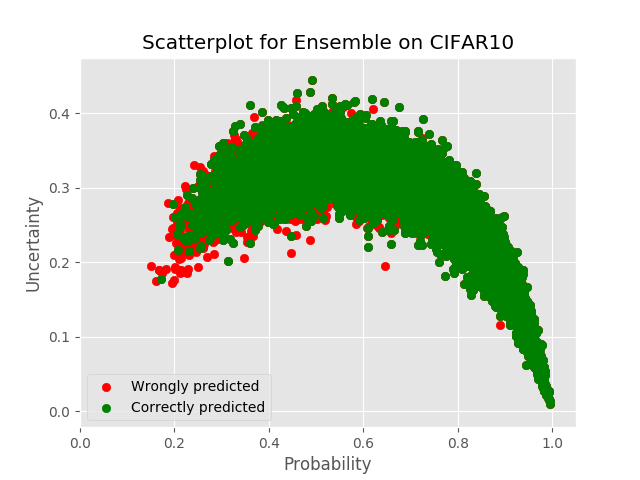 Scatterplot for Ensemble on CIFAR10
Uncertainty
0.4
0.3
0.2
0.1
0.0
Wrongly predicted
Correctly predicted
0.0 0.2 0.4 0.6 0.8 1.0
Probability